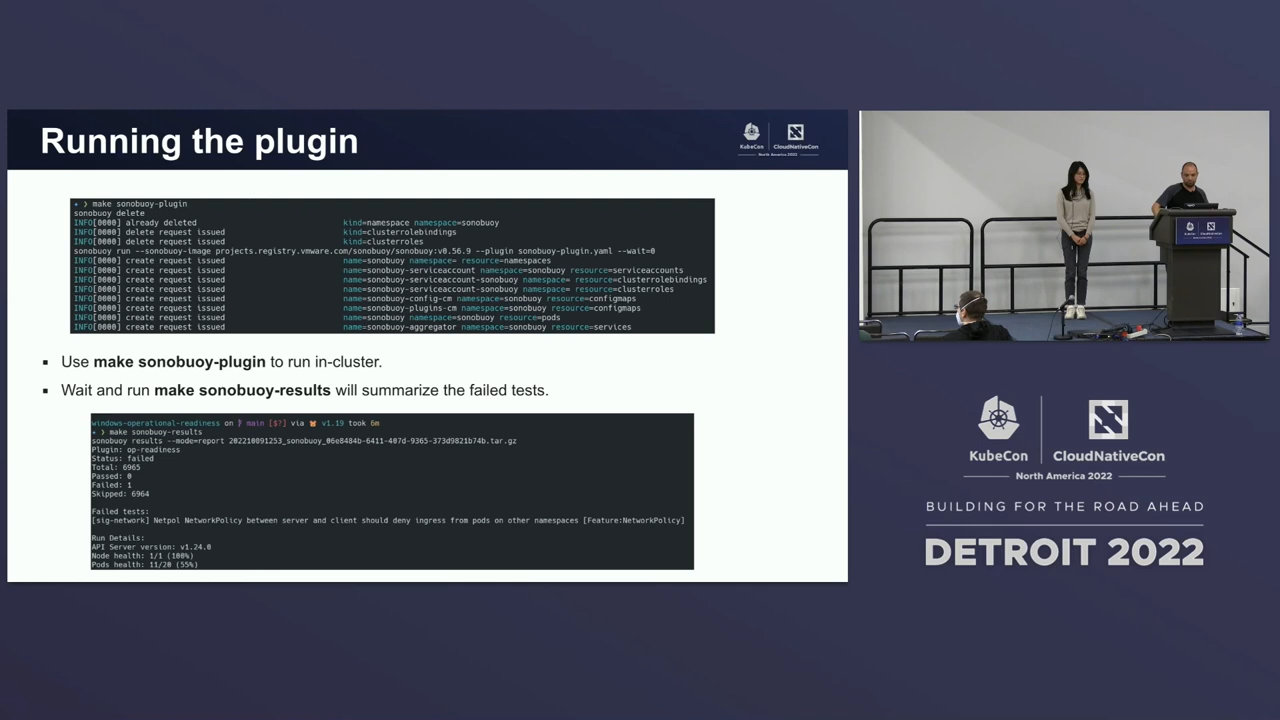 Running the plugin
KubeCon
CloudNativeCon
North America 2022
✦ ❯ make sonobuoy-plugin
sonobuoy delete
INFO[0000] already deleted kind=namespace namespace=sonobuoy
INFO[0000] delete request issued kind=clusterrolebindings
INFO[0000] delete request issued kind=clusterroles
sonobuoy run --sonobuoy-image projects.registry.vmware.com/sonobuoy/sonobuoy:v0.56.9 --plugin sonobuoy-plugin.yaml --wait=0
INFO[0000] create request issued name=sonobuoy namespace= resource=namespaces
INFO[0000] create request issued name=sonobuoy-serviceaccount namespace=sonobuoy resource=serviceaccounts
INFO[0000] create request issued name=sonobuoy-serviceaccount-sonobuoy namespace= resource=clusterrolebindings
INFO[0000] create request issued name=sonobuoy-serviceaccount-sonobuoy namespace= resource=clusterroles
INFO[0000] create request issued name=sonobuoy-config-cm namespace=sonobuoy resource=configmaps
INFO[0000] create request issued name=sonobuoy-plugins-cm namespace=sonobuoy resource=configmaps
INFO[0000] create request issued name=sonobuoy namespace=sonobuoy resource=pods
INFO[0000] create request issued name=sonobuoy-aggregator namespace=sonobuoy resource=services
▪ Use make sonobuoy-plugin to run in-cluster.
▪ Wait and run make sonobuoy-results will summarize the failed tests.
windows-operational-readiness on main [$?] via v1.19 took 6m
✦ ❯ make sonobuoy-results
sonobuoy results --mode=report 202210091253_sonobuoy_06e8484b-6411-407d-9365-373d9821b74b.tar.gz
Plugin: op-readiness
Status: failed
Total: 6965
Passed: 0
Failed: 1
Skipped: 6964
Failed tests:
[sig-network] Netpol NetworkPolicy between server and client should deny ingress from pods on other namespaces [Feature:NetworkPolicy]
Run Details:
API Server version: v1.24.0
Node health: 1/1 (100%)
Pods health: 11/20 (55%)
KubeCon
CloudNativeCon
North America 2022
BUILDING FOR THE ROAD AHEAD
DETROIT 2022